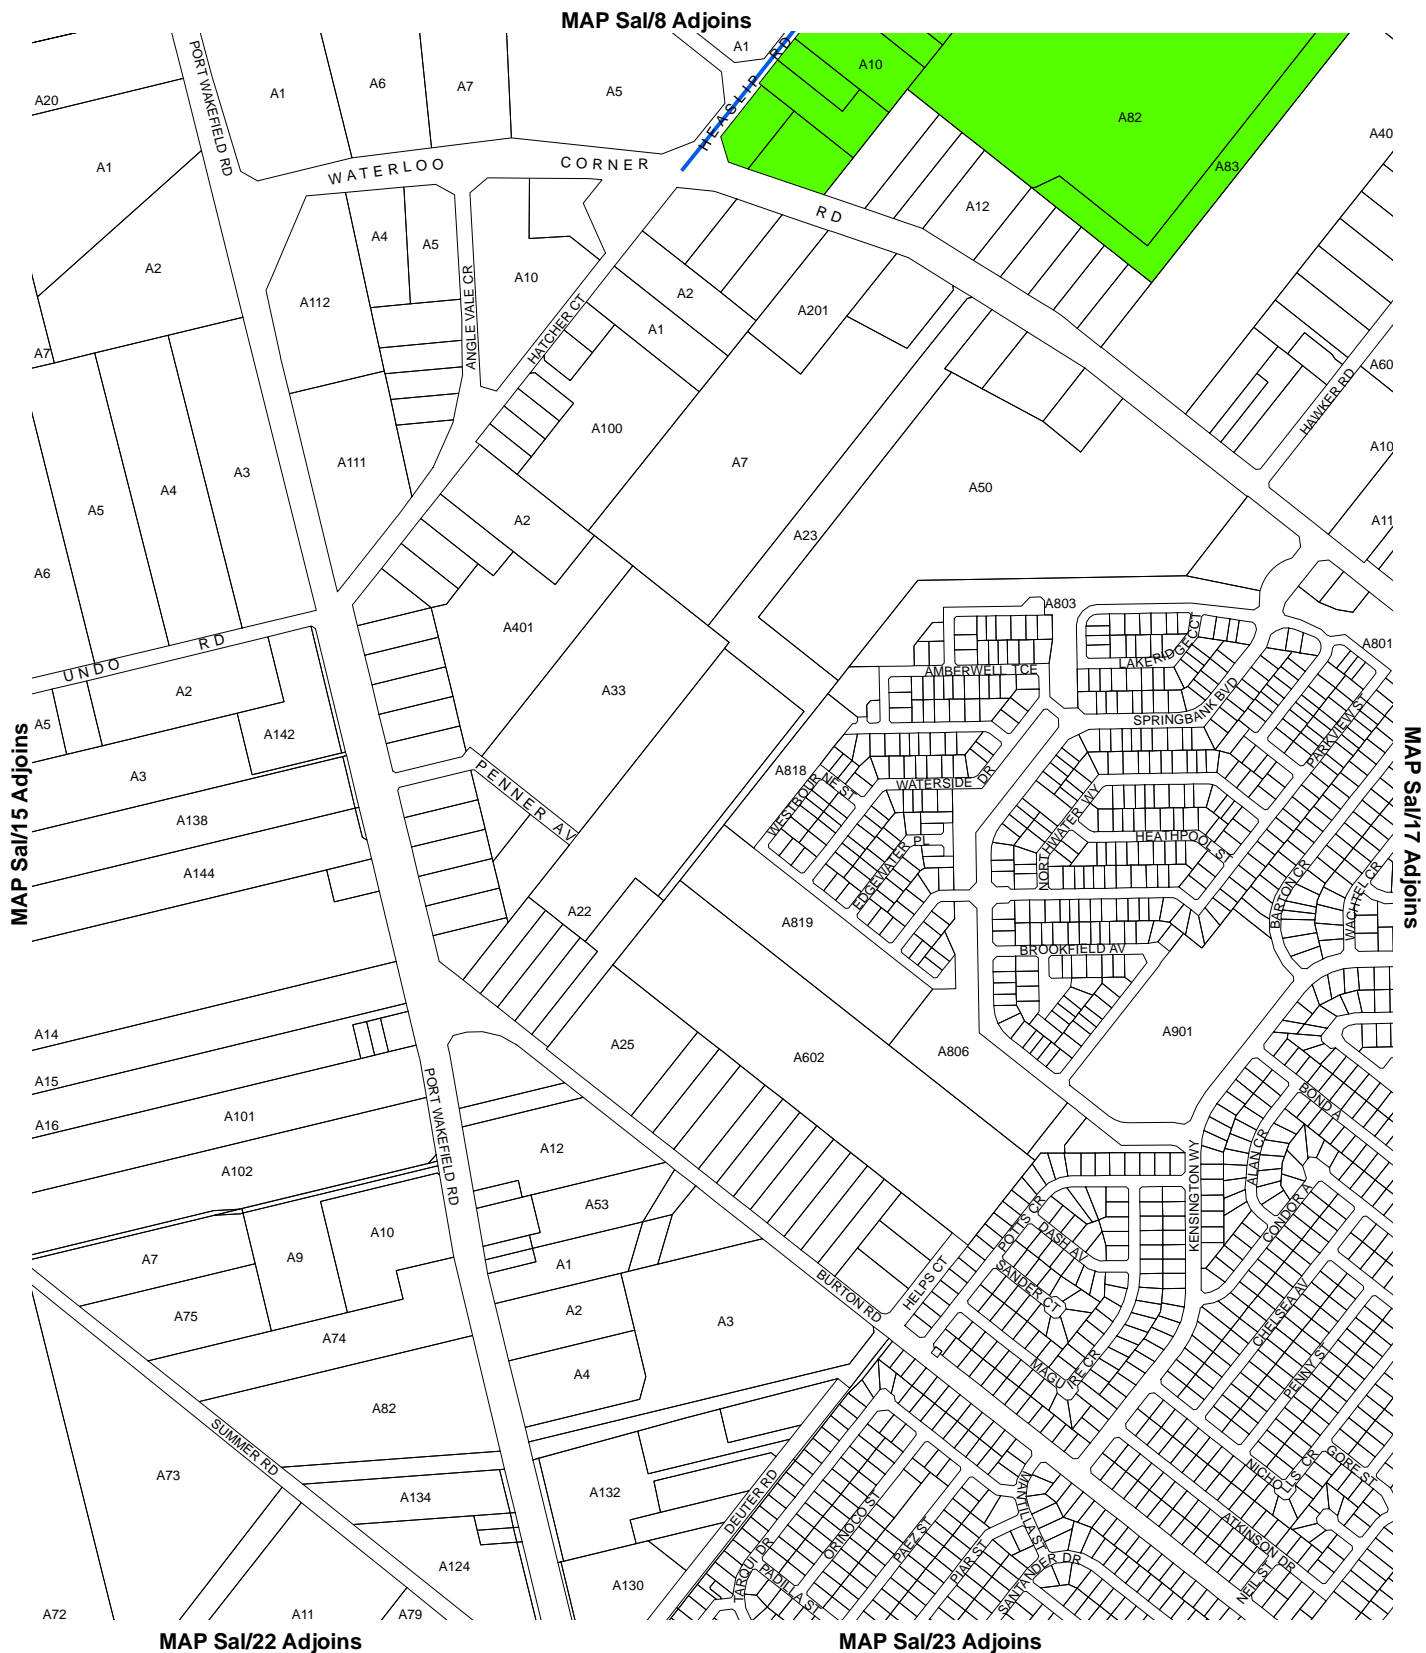 MAP Sal/8 Adjoins
A1
A10
A6
A7
A5
A1
A20
PORT WAKEFIELD RD
HEASLIP RD
A82
A40
A1
WATERLOO CORNER RD
A83
A12
A4
A5
A2
A10
A112
ANGLE VALE CR
HATCHER CT
A2
A201
A1
A7
A60
HAWKER RD
A100
A10
A111
A7
A3
A4
A5
A50
A2
A11
A23
A6
A803
A401
UNDO RD
A801
LAKERIDGE CCT
AMBERWELL TCE
A2
A33
SPRINGBANK BVD
PARKVIEW ST
A5
A142
MAP Sal/15 Adjoins
MAP Sal/17 Adjoins
A3
PENNER AV
A818
WESTBOURNE ST
WATERSIDE DR
NORTHWATER WY
A138
HEATHPOOL ST
EDGEWATER PL
A144
BARTON CR
WACHTEL CR
A22
A819
BROOKFIELD AV
A14
A25
A602
A806
A901
A15
PORT WAKEFIELD RD
BOND A
A16
A101
A12
ALAN CR
KENSINGTON WY
A102
A53
POTTS CR
CONDOR A
A10
DASH AV
A7
A9
A1
SANDER CT
HELPS CT
BURTON RD
A75
A2
A3
CHELSEA AV
A74
A4
MAGUIRE CR
PENNY ST
A82
SUMMER RD
NICHOLLS CR
GORE ST
A73
A134
A132
DEUTER RD
ORINOCO ST
MANTILLA ST
ATKINSON DR
PAEZ ST
PIAR ST
TARQUI DR
PADILLA ST
SANTANDER DR
NEIL ST
A124
A130
A72
A11
A79
MAP Sal/22 Adjoins
MAP Sal/23 Adjoins